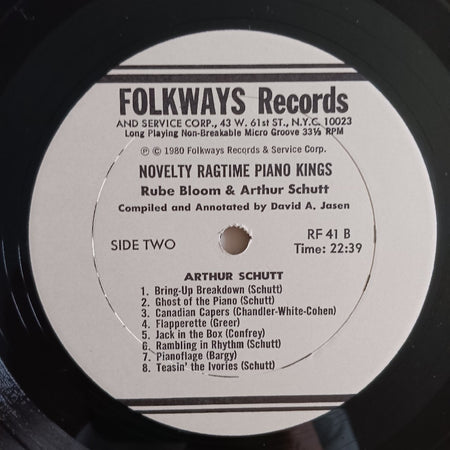 FOLKWAYS Records
AND SERVICE CORP., 43 W. 61st ST., N.Y.C. 10023
Long Playing Non-Breakable Micro Groove 33⅓ RPM
Ⓟ © 1980 Folkways Records & Service Corp.
NOVELTY RAGTIME PIANO KINGS
Rube Bloom & Arthur Schutt
Compiled and Annotated by David A. Jasen
SIDE TWO
RF 41 B
Time: 22:39
ARTHUR SCHUTT
1. Bring-Up Breakdown (Schutt)
2. Ghost of the Piano (Schutt)
3. Canadian Capers (Chandler-White-Cohen)
4. Flapperette (Greer)
5. Jack in the Box (Confrey)
6. Rambling in Rhythm (Schutt)
7. Pianoflage (Bargy)
8. Teasin' the Ivories (Schutt)